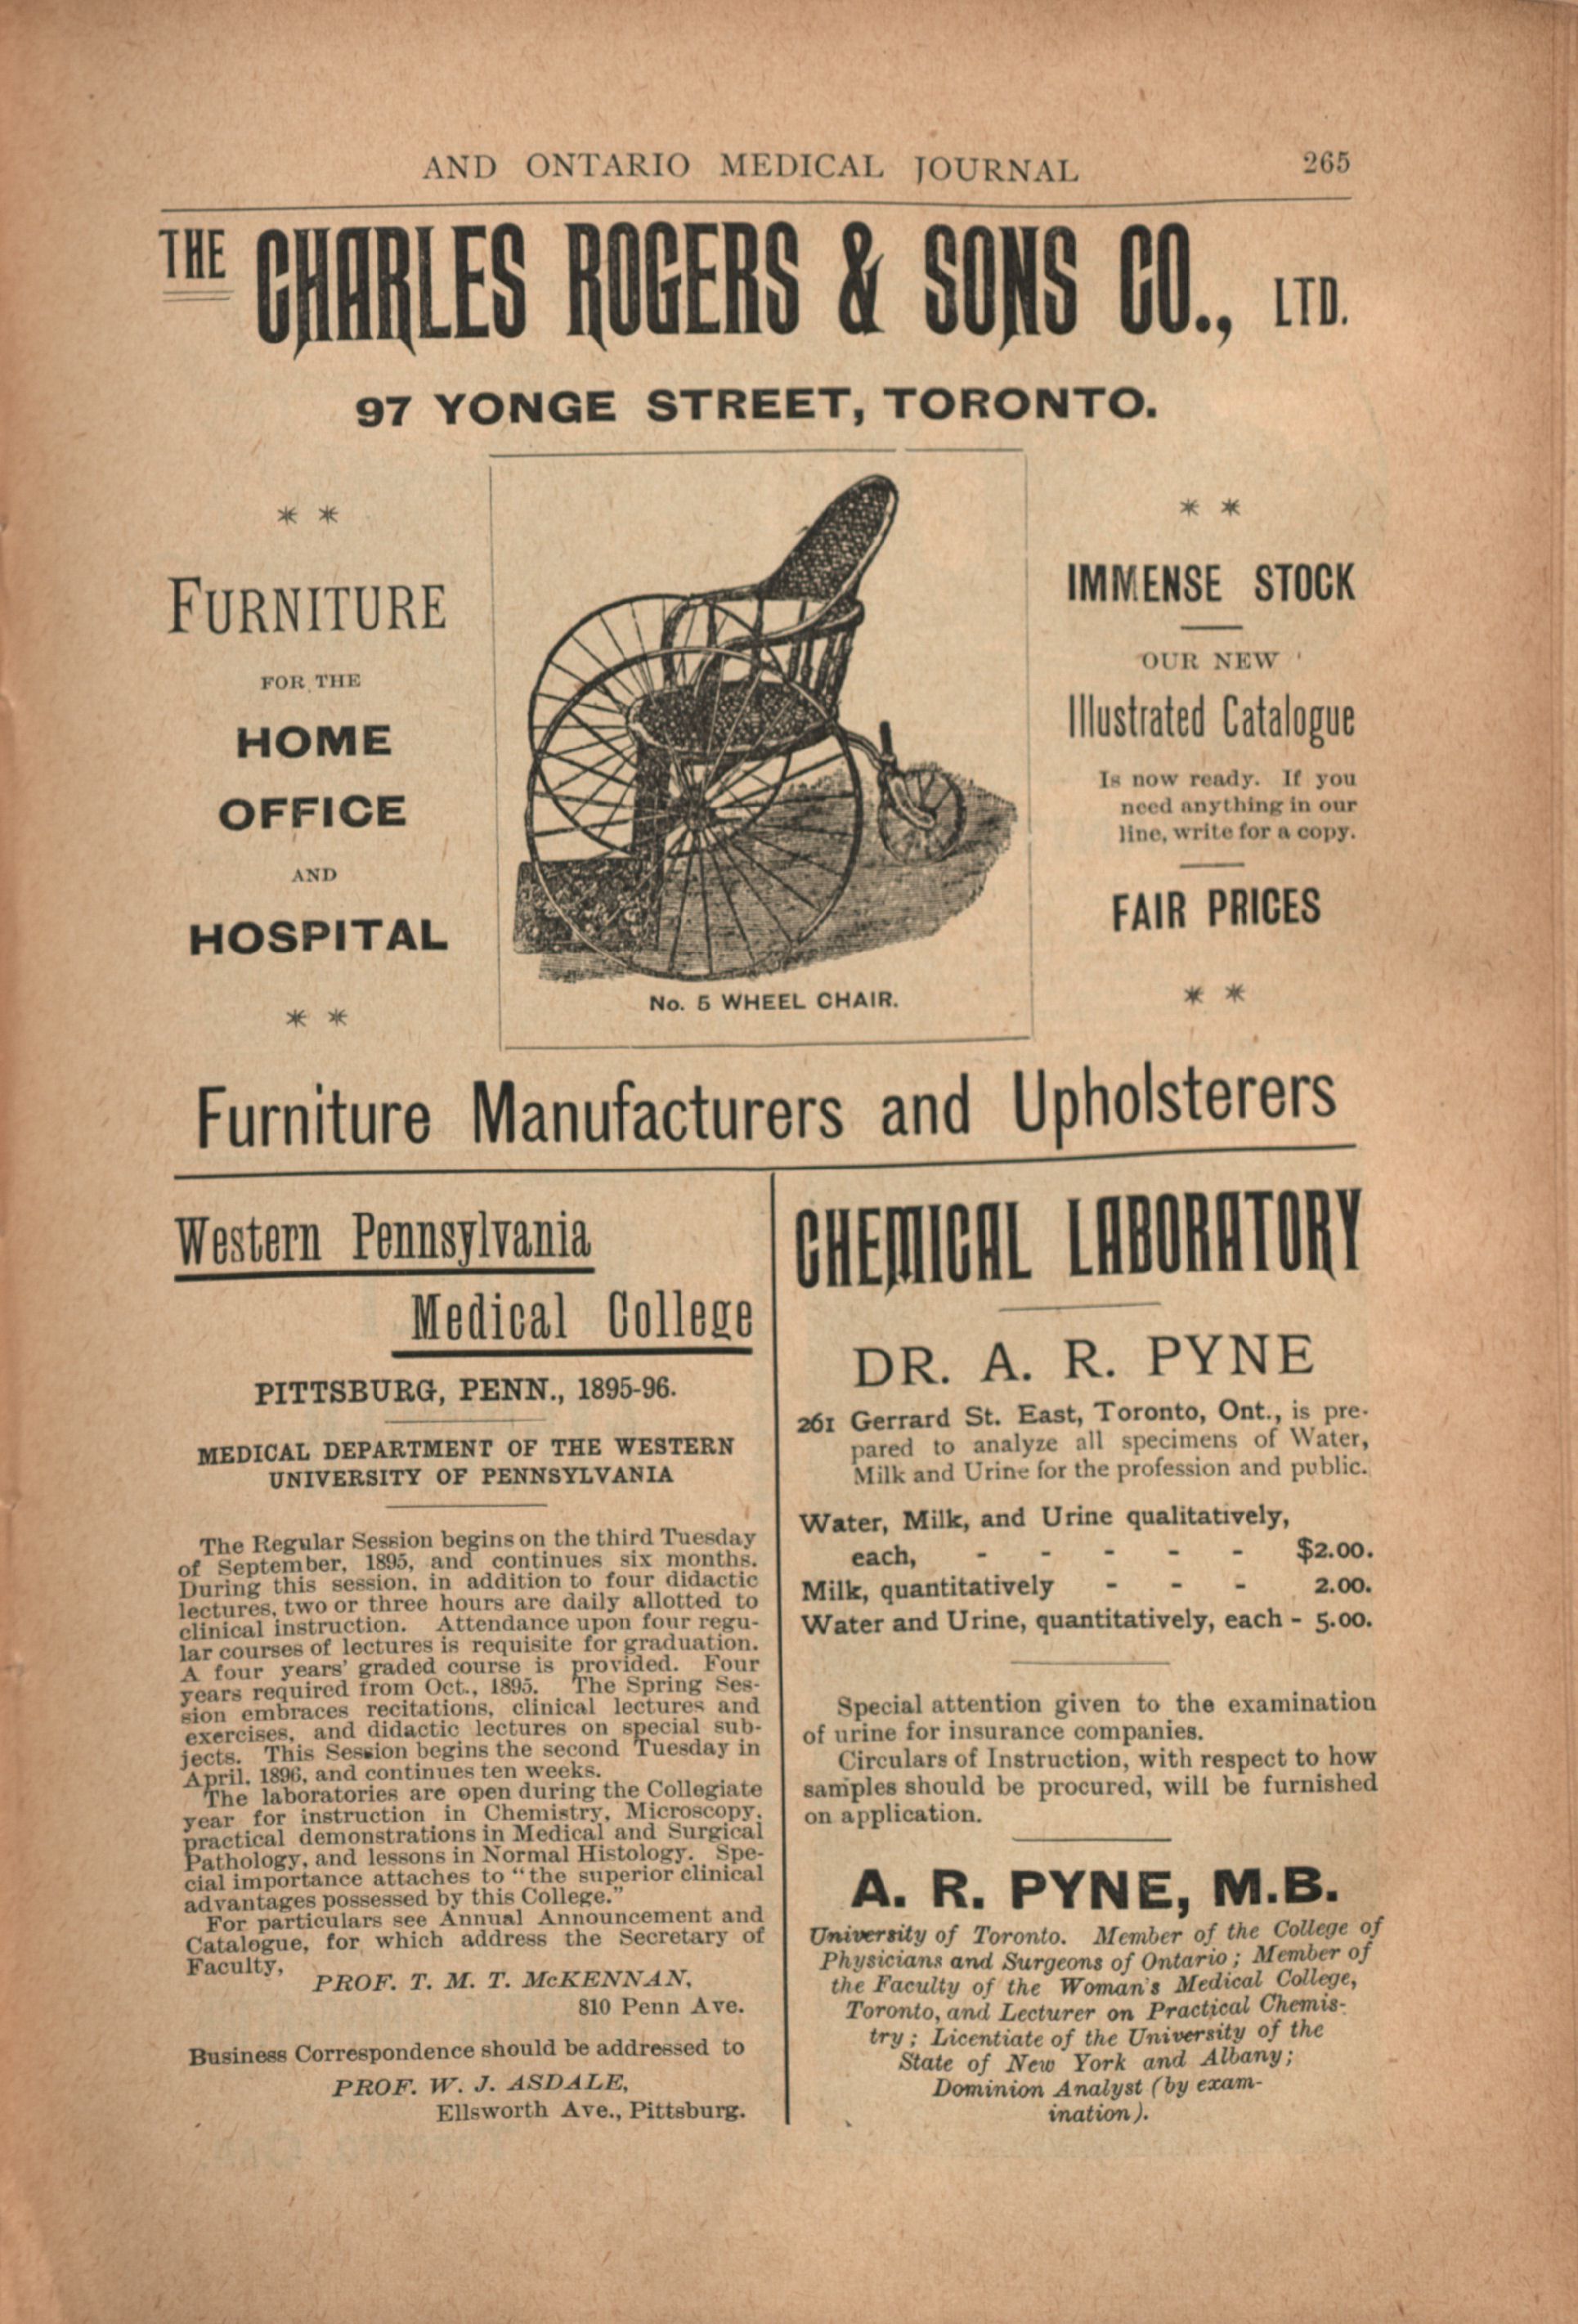 AND ONTARIO MEDICAL JOURNAL 265
THE CHARLES ROGERS & SONS CO., LTD.
97 YONGE STREET, TORONTO.
* *
FURNITURE
FOR THE
HOME
OFFICE
AND
HOSPITAL
* *
No. 5 WHEEL CHAIR.
* *
IMMENSE STOCK
OUR NEW
Illustrated Catalogue
Is now ready. If you
need anything in our
line, write for a copy.
FAIR PRICES
* *
Furniture Manufacturers and Upholsterers
Western Pennsylvania
Medical College
PITTSBURG, PENN., 1895-96.
MEDICAL DEPARTMENT OF THE WESTERN
UNIVERSITY OF PENNSYLVANIA
The Regular Session begins on the third Tuesday
of September, 1895, and continues six months.
During this session, in addition to four didactic
lectures, two or three hours are daily allotted to
clinical instruction. Attendance upon four regu-
lar courses of lectures is requisite for graduation.
A four years' graded course is provided. Four
years required from Oct., 1895. The Spring Ses-
sion embraces recitations, clinical lectures and
exercises, and didactic lectures on special sub-
jects. This Session begins the second Tuesday in
April, 1896, and continues ten weeks.
The laboratories are open during the Collegiate
year for instruction in Chemistry, Microscopy,
practical demonstrations in Medical and Surgical
Pathology, and lessons in Normal Histology. Spe-
cial importance attaches to "the superior clinical
advantages possessed by this College."
For particulars see Annual Announcement and
Catalogue, for which address the Secretary of
Faculty,
PROF. T. M. T. McKENNAN,
810 Penn Ave.
Business Correspondence should be addressed to
PROF. W. J. ASDALE,
Ellsworth Ave., Pittsburg.
CHEMICAL LABORATORY
DR. A. R. PYNE
261 Gerrard St. East, Toronto, Ont., is pre-
pared to analyze all specimens of Water,
Milk and Urine for the profession and public.
Water, Milk, and Urine qualitatively,
each, - - - - - $2.00.
Milk, quantitatively - - - 2.00.
Water and Urine, quantitatively, each - 5.00.
Special attention given to the examination
of urine for insurance companies.
Circulars of Instruction, with respect to how
samples should be procured, will be furnished
on application.
A. R. PYNE, M.B.
University of Toronto. Member of the College of
Physicians and Surgeons of Ontario; Member of
the Faculty of the Woman's Medical College,
Toronto, and Lecturer on Practical Chemis-
try; Licentiate of the University of the
State of New York and Albany;
Dominion Analyst (by exam-
ination).